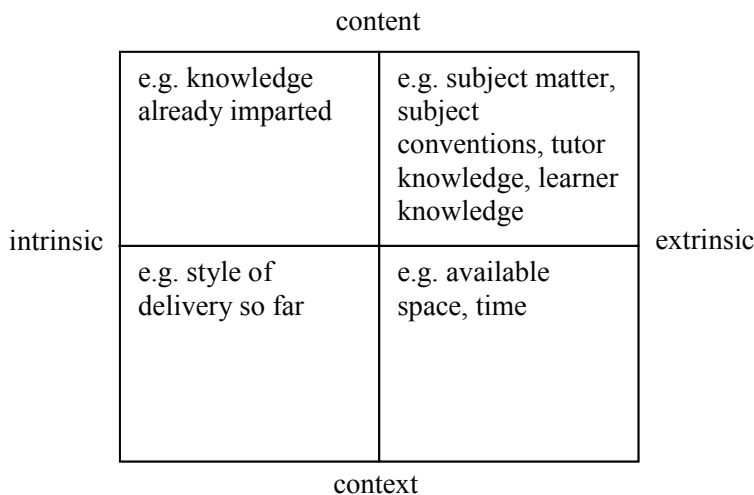 content
e.g. knowledge
already imparted
e.g. subject matter,
subject
conventions, tutor
knowledge, learner
knowledge
intrinsic
extrinsic
e.g. style of
delivery so far
e.g. available
space, time
context